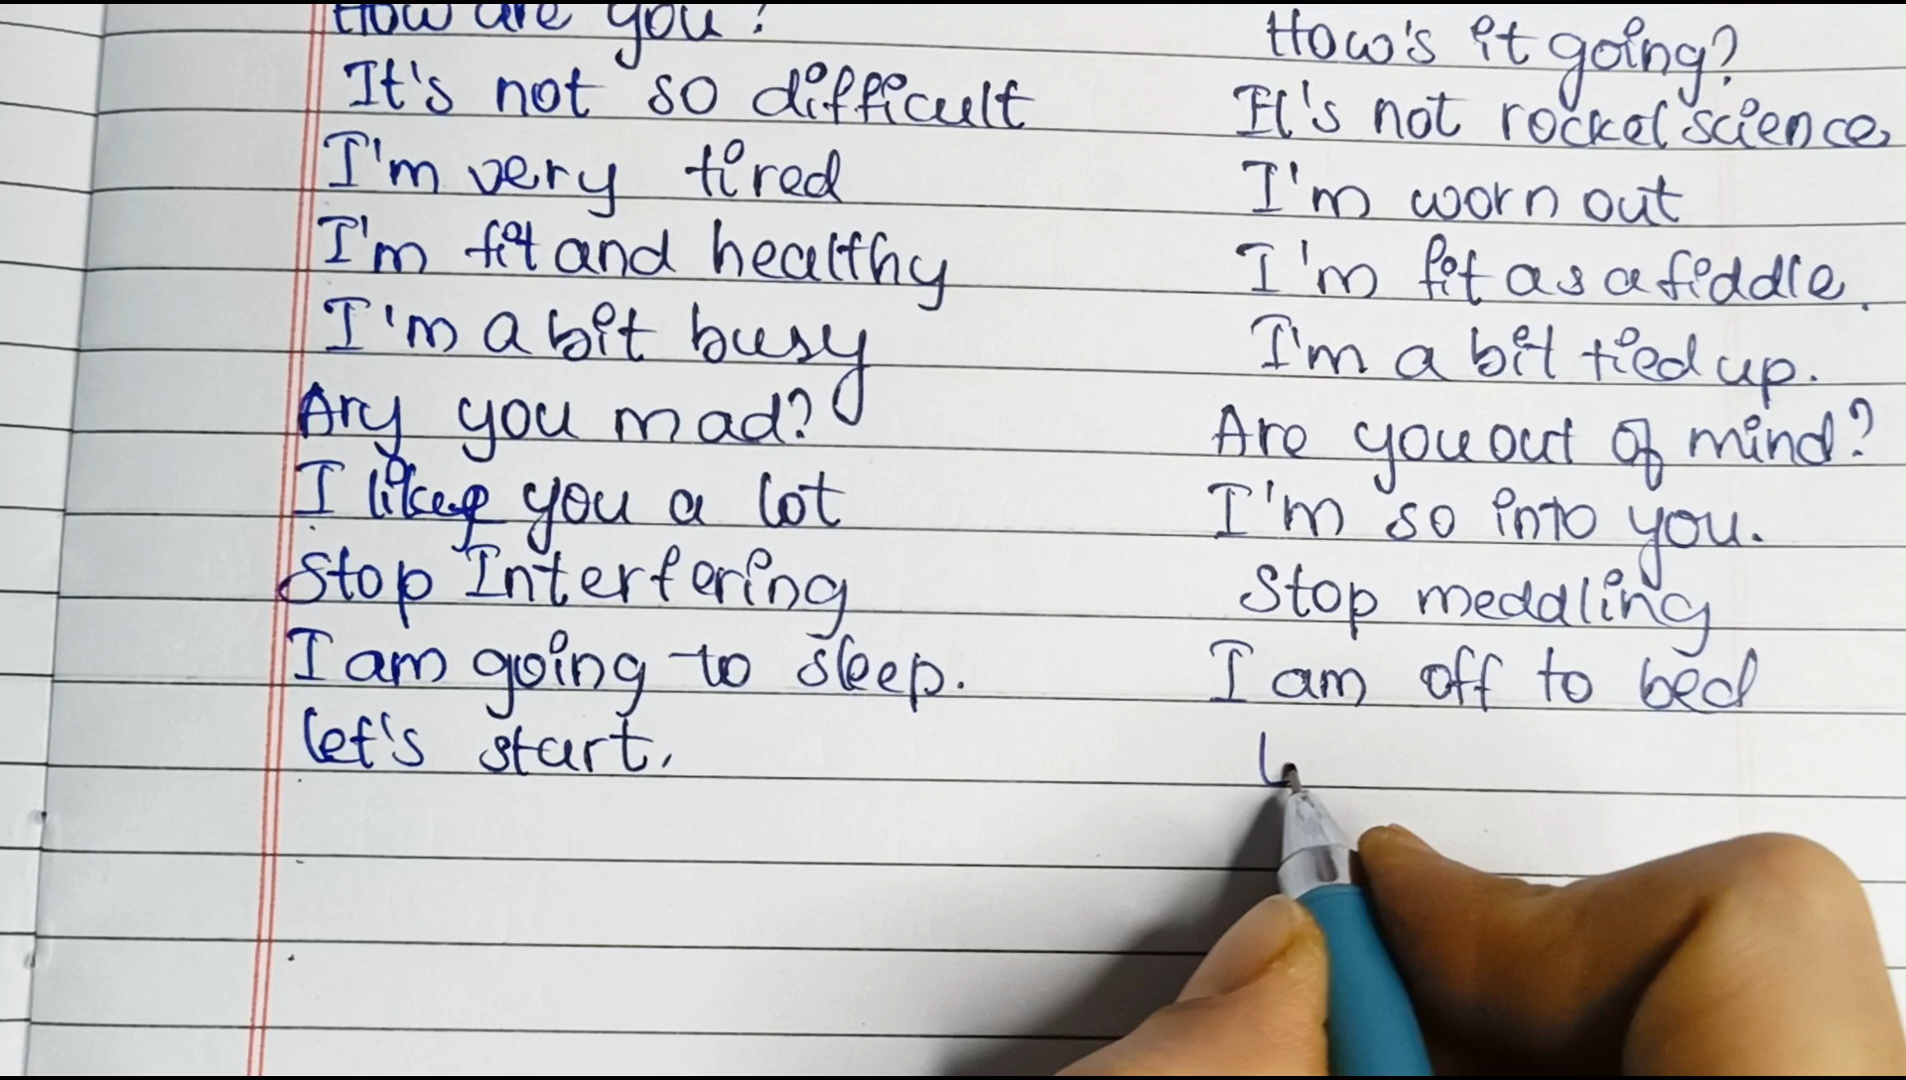 How are you? How's it going?
It's not so difficult It's not rocket science.
I'm very tired I'm worn out
I'm fit and healthy I'm fit as a fiddle.
I'm a bit busy I'm a bit tied up.
Ary you mad? Are you out of mind?
I like you a lot I'm so into you.
Stop Interfering Stop meddling
I am going to sleep. I am off to bed
let's start. L